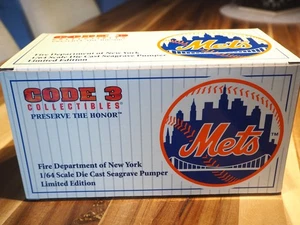 Fire Department of New York
1/64 Scale Die Cast Seagrave Pumper
Limited Edition
Mets
CODE 3
COLLECTIBLES
PRESERVE THE HONOR™
Mets
Fire Department of New York
1/64 Scale Die Cast Seagrave Pumper
Limited Edition